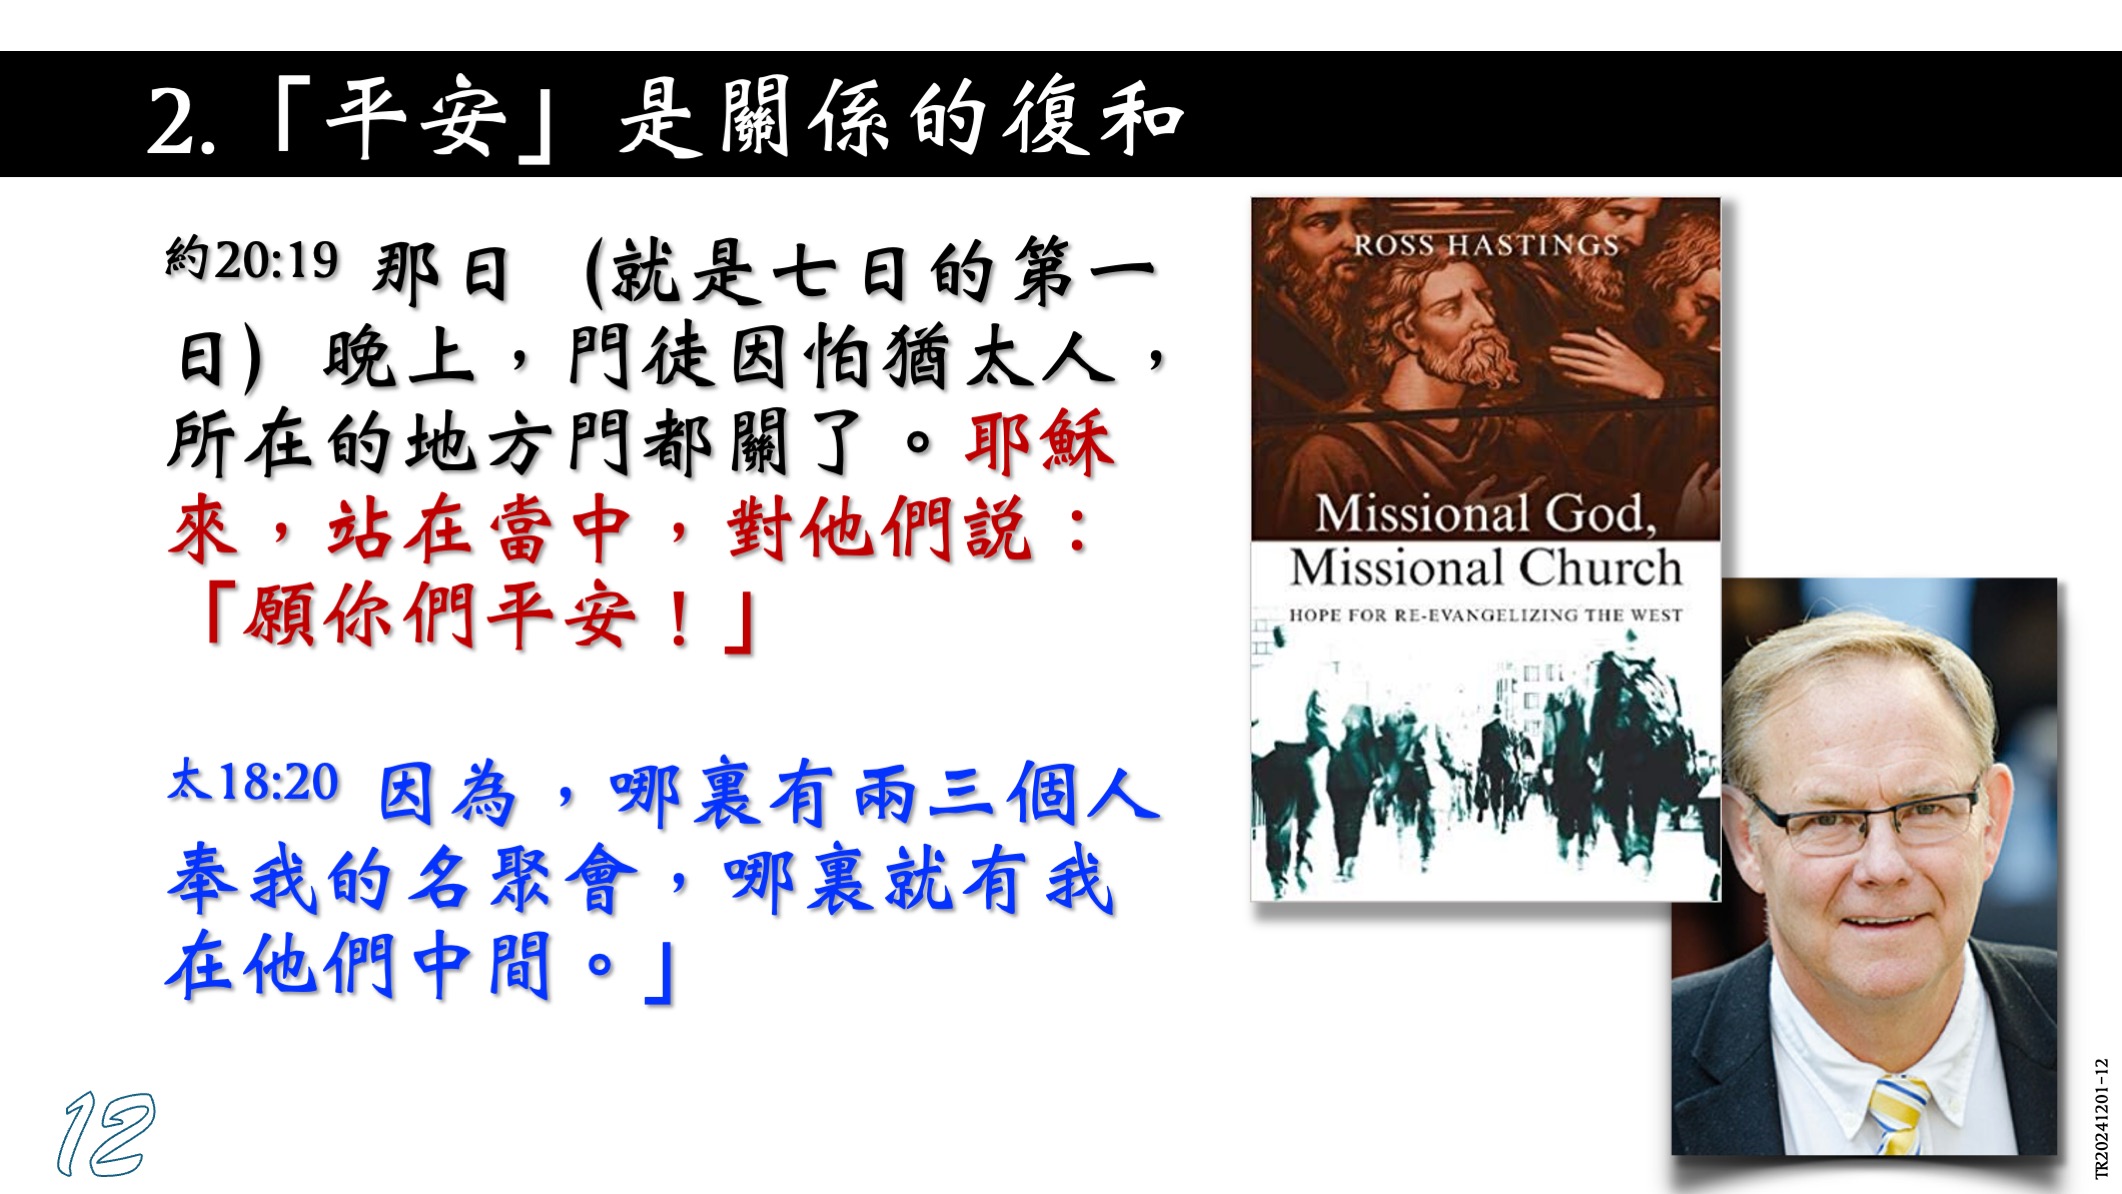 2.「平安」是關係的復和
約20:19 那日 (就是七日的第一
日) 晚上，門徒因怕猶太人，
所在的地方門都關了。耶穌
來，站在當中，對他們説：
「願你們平安！」
太18:20 因為，哪裏有兩三個人
奉我的名聚會，哪裏就有我
在他們中間。」
ROSS HASTINGS
Missional God,
Missional Church
HOPE FOR RE-EVANGELIZING THE WEST
12
TR20241201-12